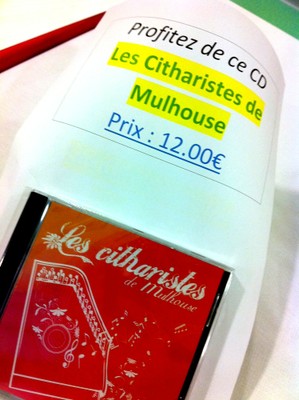 Profitez de ce CD
Les Citharistes de
Mulhouse
Prix : 12.00€
Les citharistes
de Mulhouse